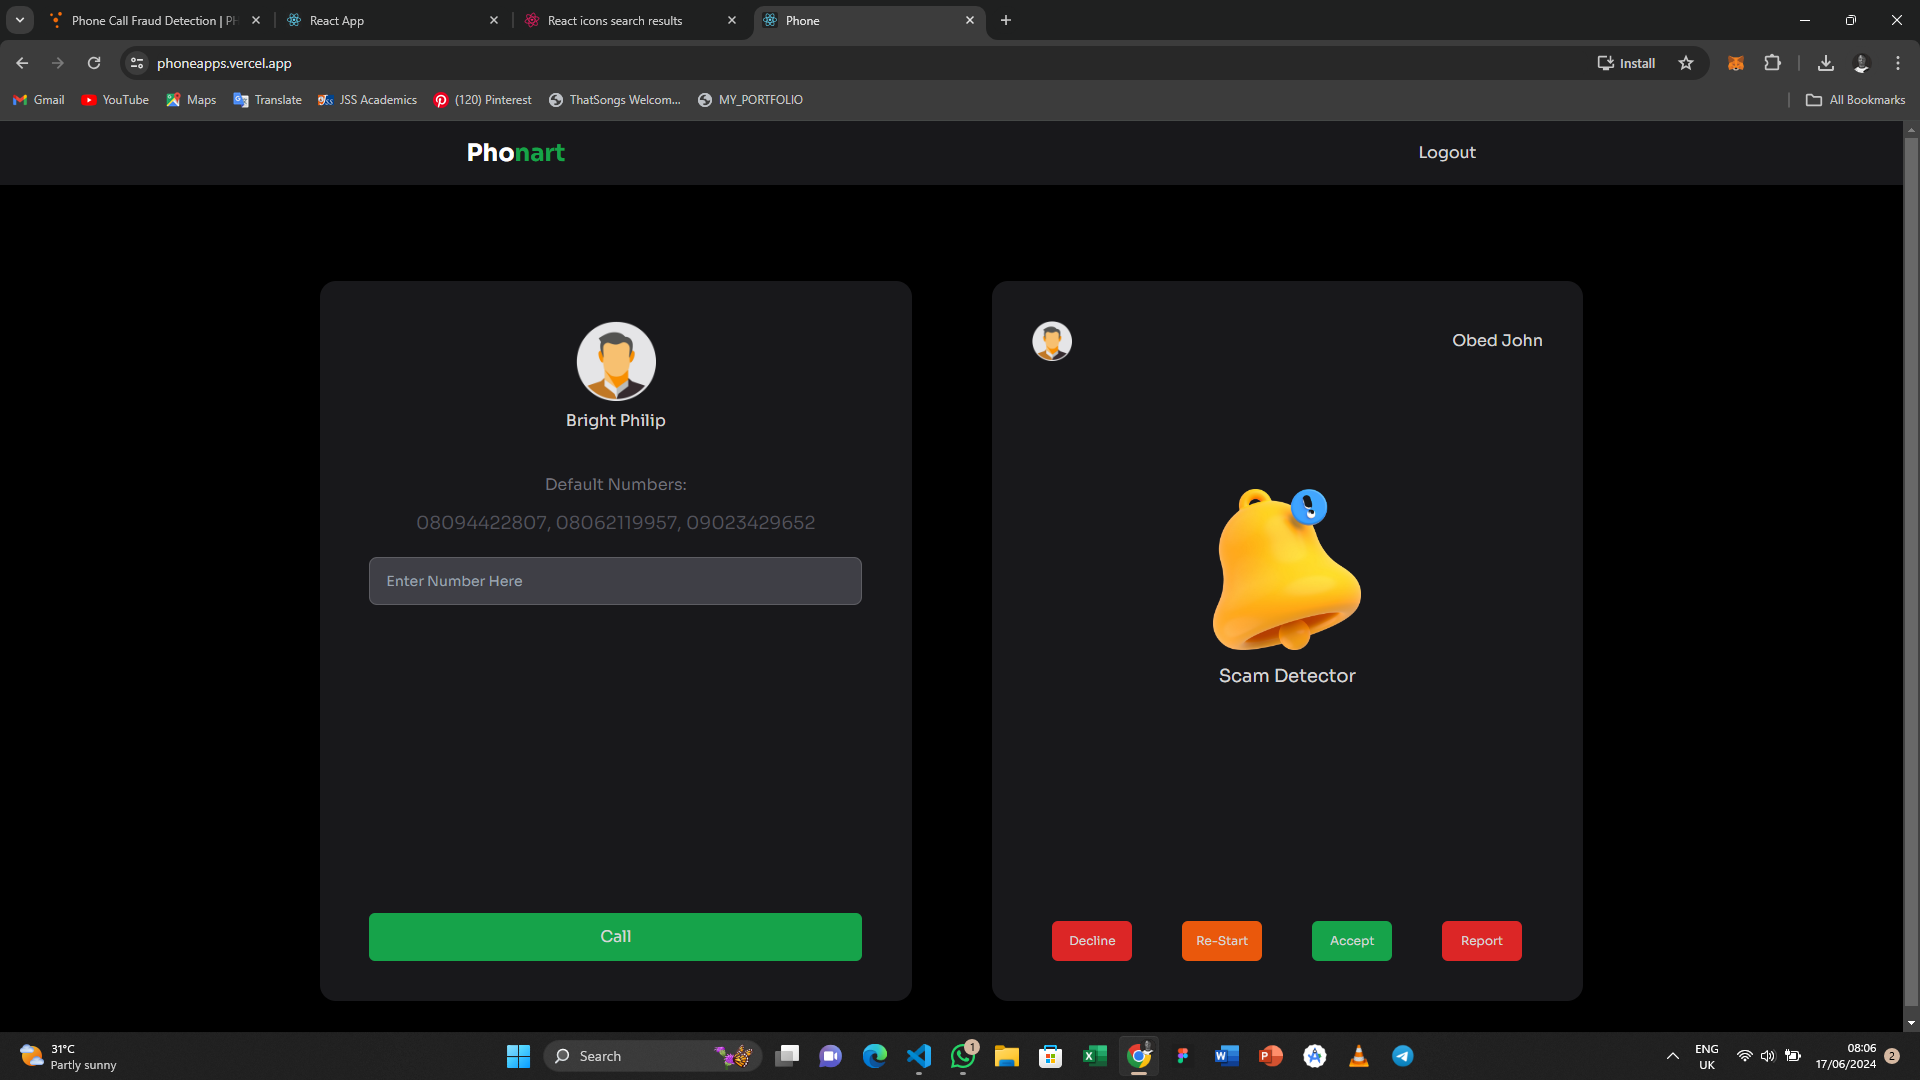 Phone Call Fraud Detection | PH
React App
React icons search results
Phone
phoneapps.vercel.app
Install
Gmail
YouTube
Maps
Translate
JSS Academics
(120) Pinterest
ThatSongs Welcom...
MY_PORTFOLIO
All Bookmarks
Phonart
Logout
Bright Philip
Default Numbers:
08094422807, 08062119957, 09023429652
Enter Number Here
Call
Obed John
Scam Detector
Decline
Re-Start
Accept
Report
31°C
Partly sunny
Search
1
ENG
UK
08:06
17/06/2024
2